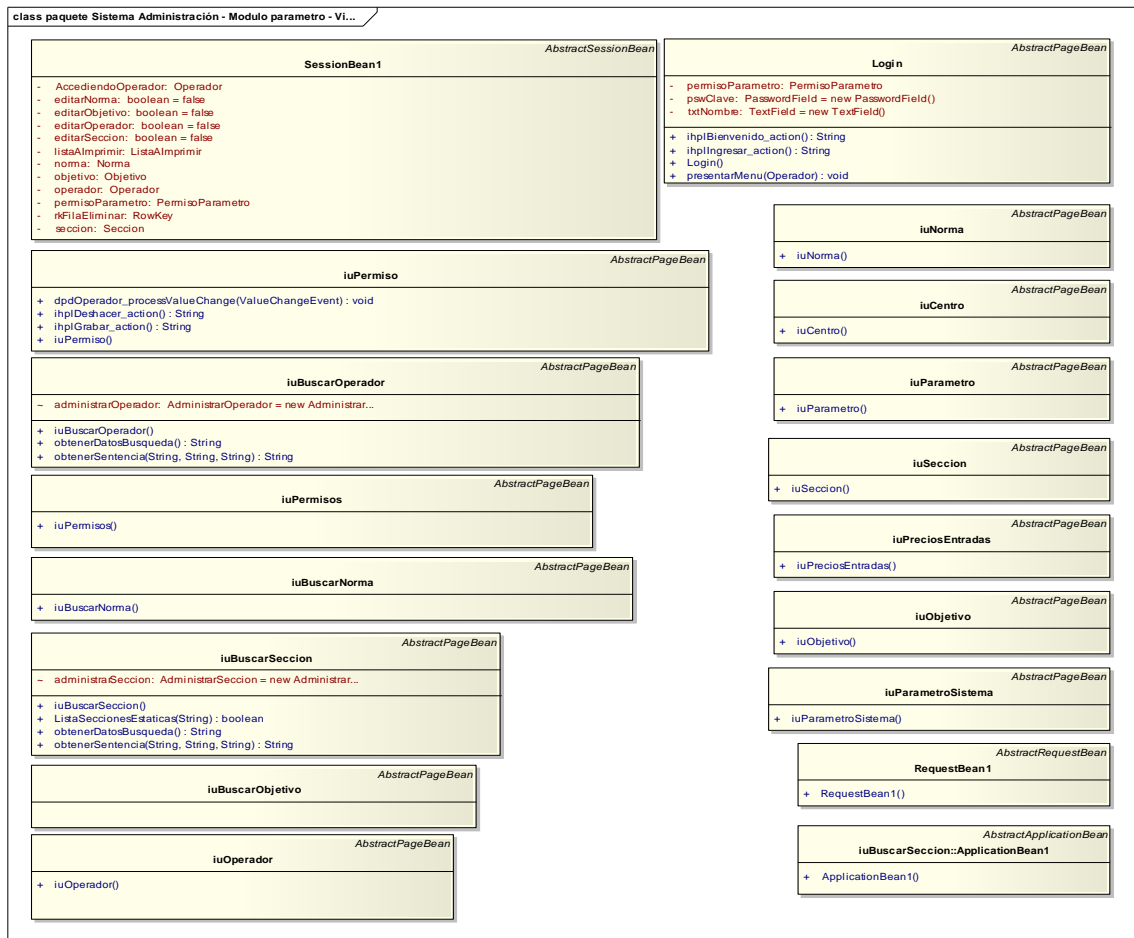 class paquete Sistema Administración - Modulo parametro - Vi...
AbstractSessionBean
SessionBean1
- AccediendoOperador: Operador
- editarNorma: boolean = false
- editarObjetivo: boolean = false
- editarOperador: boolean = false
- editarSeccion: boolean = false
- listaAImprimir: ListaAImprimir
- norma: Norma
- objetivo: Objetivo
- operador: Operador
- permisoParametro: PermisoParametro
- rkFilaEliminar: RowKey
- seccion: Seccion
AbstractPageBean
Login
- permisoParametro: PermisoParametro
- pswClave: PasswordField = new PasswordField()
- txtNombre: TextField = new TextField()
+ ihplBienvenido_action() : String
+ ihplIngresar_action() : String
+ Login()
+ presentarMenu(Operador) : void
AbstractPageBean
iuPermiso
+ dpdOperador_processValueChange(ValueChangeEvent) : void
+ ihplDeshacer_action() : String
+ ihplGrabar_action() : String
+ iuPermiso()
AbstractPageBean
iuBuscarOperador
~ administrarOperador: AdministrarOperador = new Administrar...
+ iuBuscarOperador()
+ obtenerDatosBusqueda() : String
+ obtenerSentencia(String, String, String) : String
AbstractPageBean
iuPermisos
+ iuPermisos()
AbstractPageBean
iuBuscarNorma
+ iuBuscarNorma()
AbstractPageBean
iuBuscarSeccion
~ administrarSeccion: AdministrarSeccion = new Administrar...
+ iuBuscarSeccion()
+ ListaSeccionesEstaticas(String) : boolean
+ obtenerDatosBusqueda() : String
+ obtenerSentencia(String, String, String) : String
AbstractPageBean
iuBuscarObjetivo
AbstractPageBean
iuOperador
+ iuOperador()
AbstractPageBean
iuNorma
+ iuNorma()
AbstractPageBean
iuCentro
+ iuCentro()
AbstractPageBean
iuParametro
+ iuParametro()
AbstractPageBean
iuSeccion
+ iuSeccion()
AbstractPageBean
iuPreciosEntradas
+ iuPreciosEntradas()
AbstractPageBean
iuObjetivo
+ iuObjetivo()
AbstractPageBean
iuParametroSistema
+ iuParametroSistema()
AbstractRequestBean
RequestBean1
+ RequestBean1()
AbstractApplicationBean
iuBuscarSeccion::ApplicationBean1
+ ApplicationBean1()